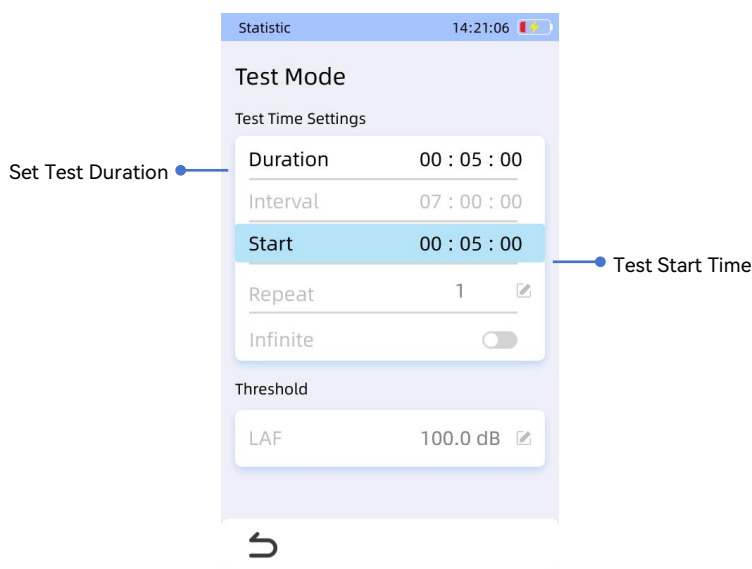 Statistic 14:21:06
Test Mode
Test Time Settings
Duration 00 : 05 : 00
Set Test Duration
Interval 07 : 00 : 00
Start 00 : 05 : 00
Test Start Time
Repeat 1
Infinite
Threshold
LAF 100.0 dB